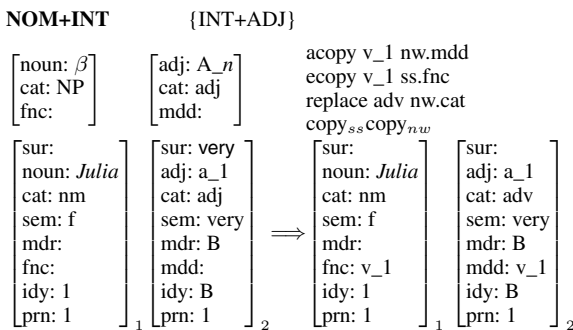 NOM+INT {INT+ADJ}
noun: β adj: A_n acopy v_1 nw.mdd
cat: NP cat: adj ecopy v_1 ss.fnc
fnc: mdd: replace adv nw.cat
copy_ss copy_nw
sur: sur: very sur: sur:
noun: Julia adj: a_1 noun: Julia adj: a_1
cat: nm cat: adj cat: nm cat: adv
sem: f sem: very sem: f sem: very
mdr: mdr: B ⟹ mdr: mdr: B
fnc: mdd: fnc: v_1 mdd: v_1
idy: 1 idy: B idy: 1 idy: B
prn: 1 1 prn: 1 2 prn: 1 1 prn: 1 2